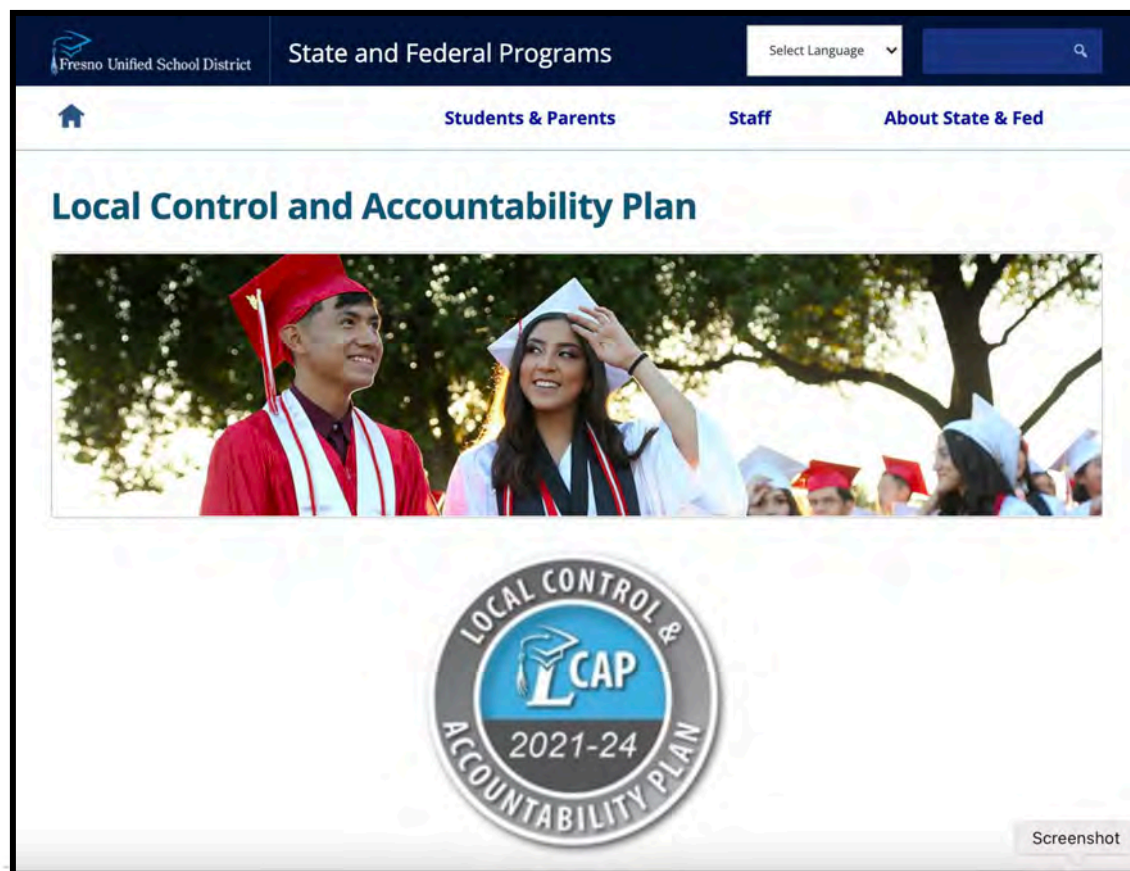 Fresno Unified School District
State and Federal Programs
Select Language
Students & Parents
Staff
About State & Fed
Local Control and Accountability Plan
LOCAL CONTROL &
LCAP
2021-24
ACCOUNTABILITY PLAN
Screenshot